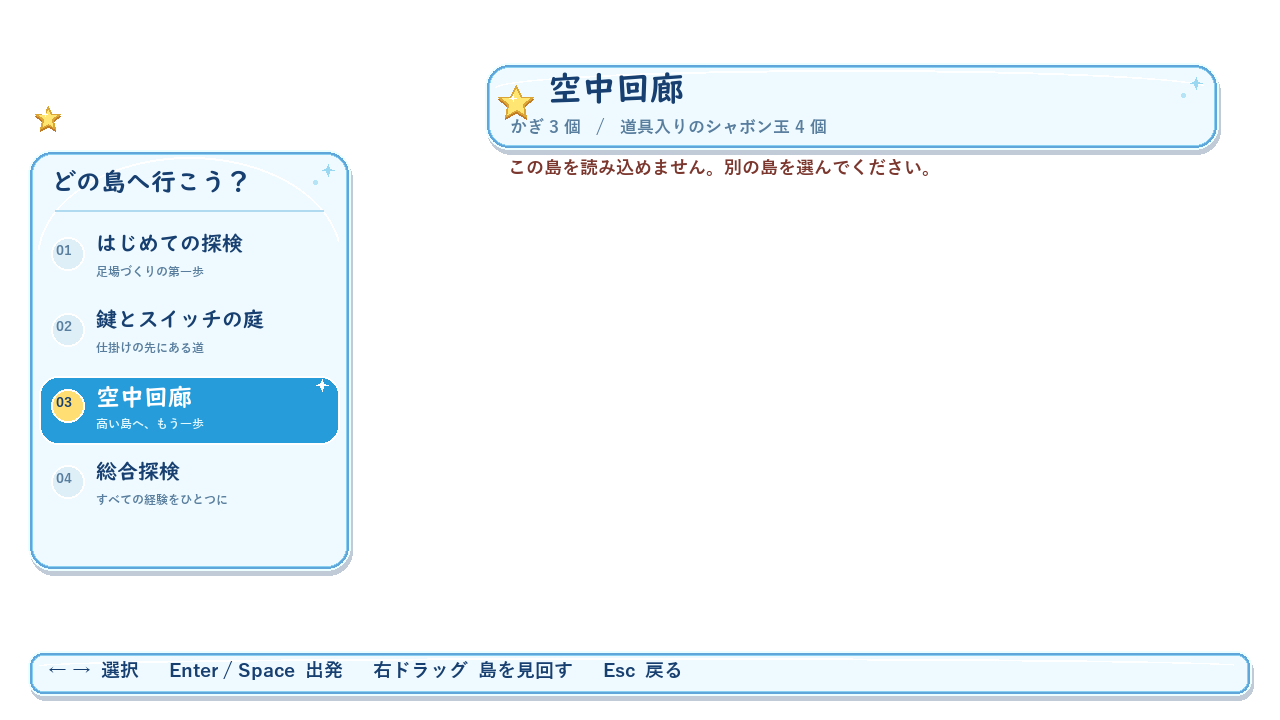 空中回廊
かぎ 3 個 / 道具入りのシャボン玉 4 個
この島を読み込めません。別の島を選んでください。
どの島へ行こう？
01 はじめての探検
足場づくりの第一歩
02 鍵とスイッチの庭
仕掛けの先にある道
03 空中回廊
高い島へ、もう一歩
04 総合探検
すべての経験をひとつに
←→ 選択 Enter / Space 出発 右ドラッグ 島を見回す Esc 戻る